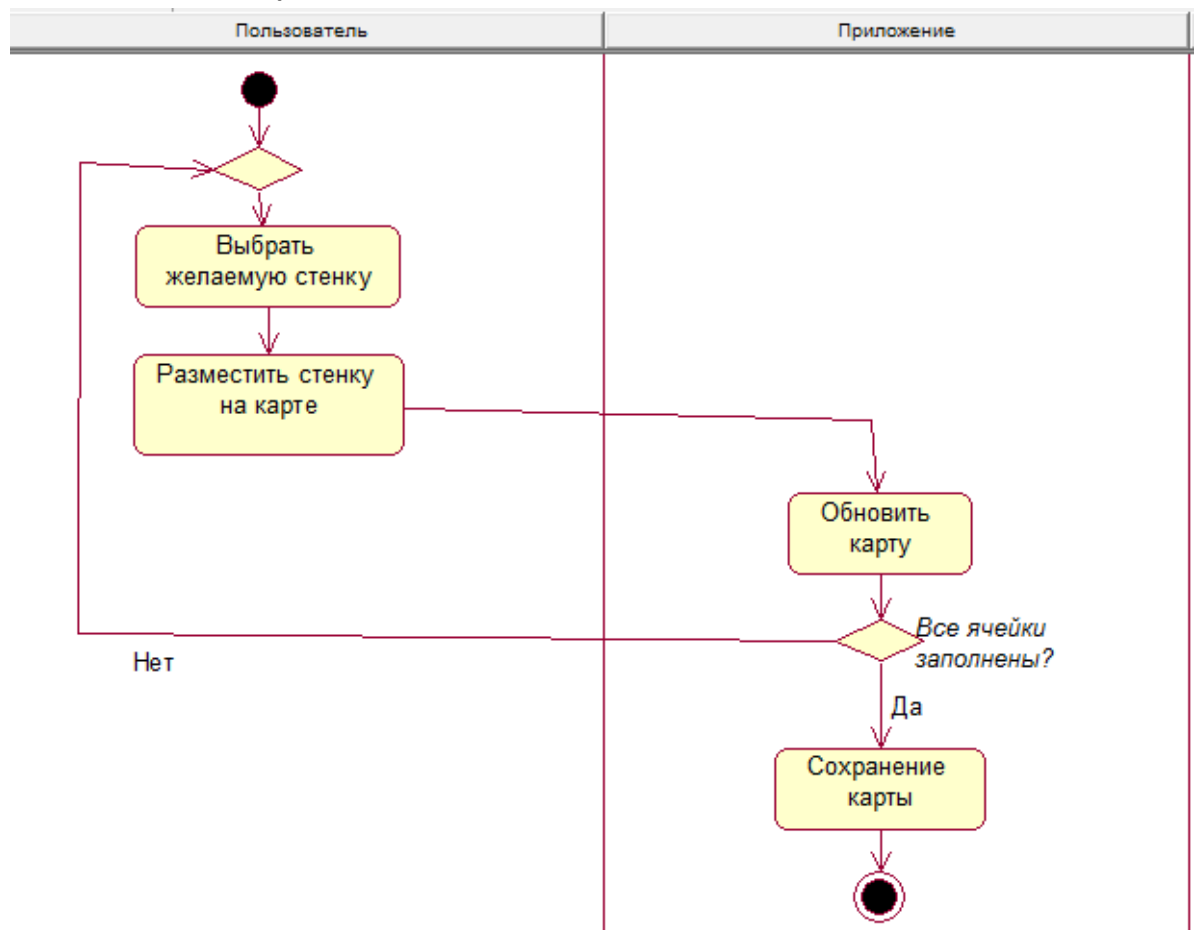 Пользователь
Приложение
Выбрать
желаемую стенку
Разместить стенку
на карте
Обновить
карту
Все ячейки
заполнены?
Нет
Да
Сохранение
карты